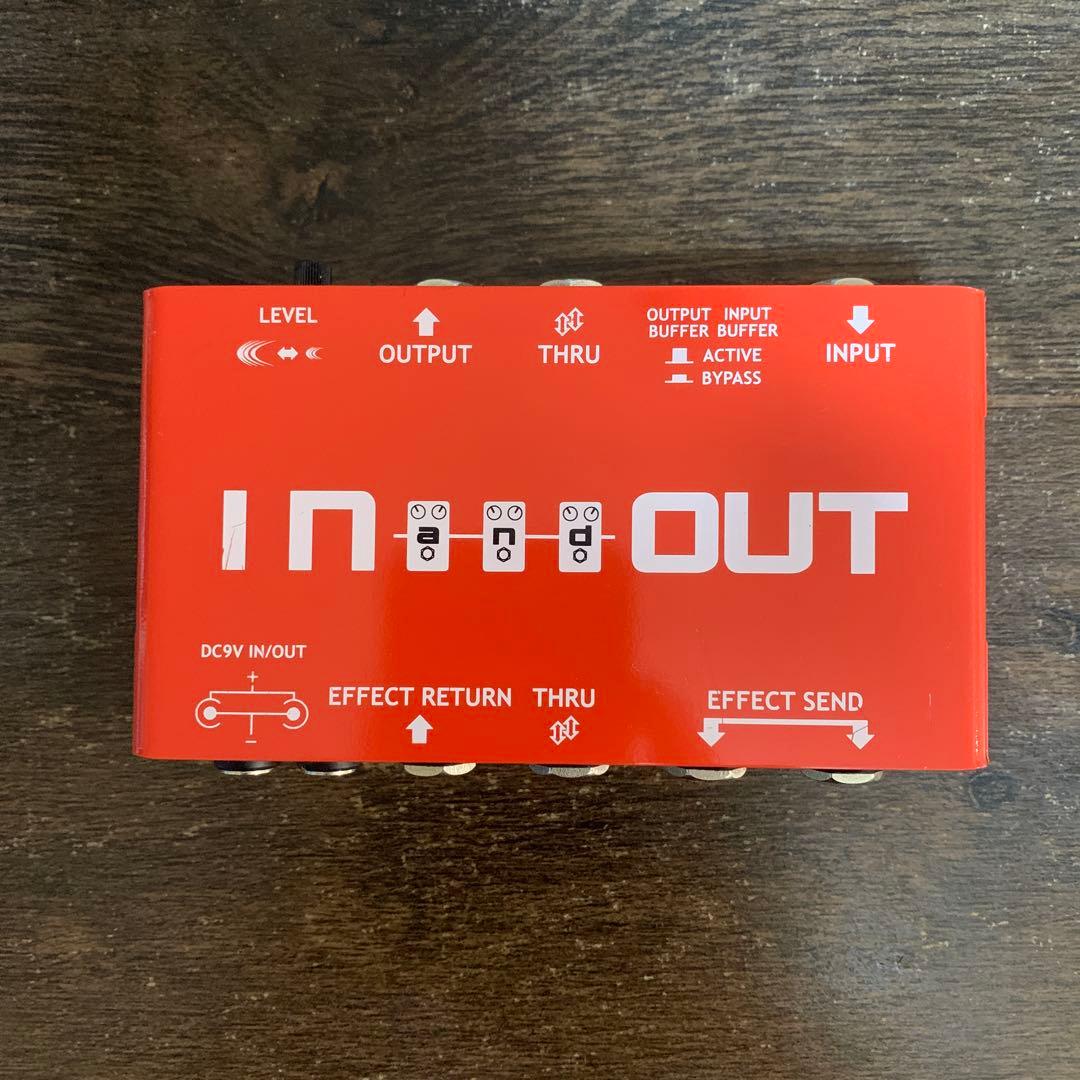 LEVEL
OUTPUT
THRU
OUTPUT INPUT
BUFFER BUFFER
ACTIVE
BYPASS
INPUT
IN and OUT
DC9V IN/OUT
+
-
EFFECT RETURN
THRU
EFFECT SEND